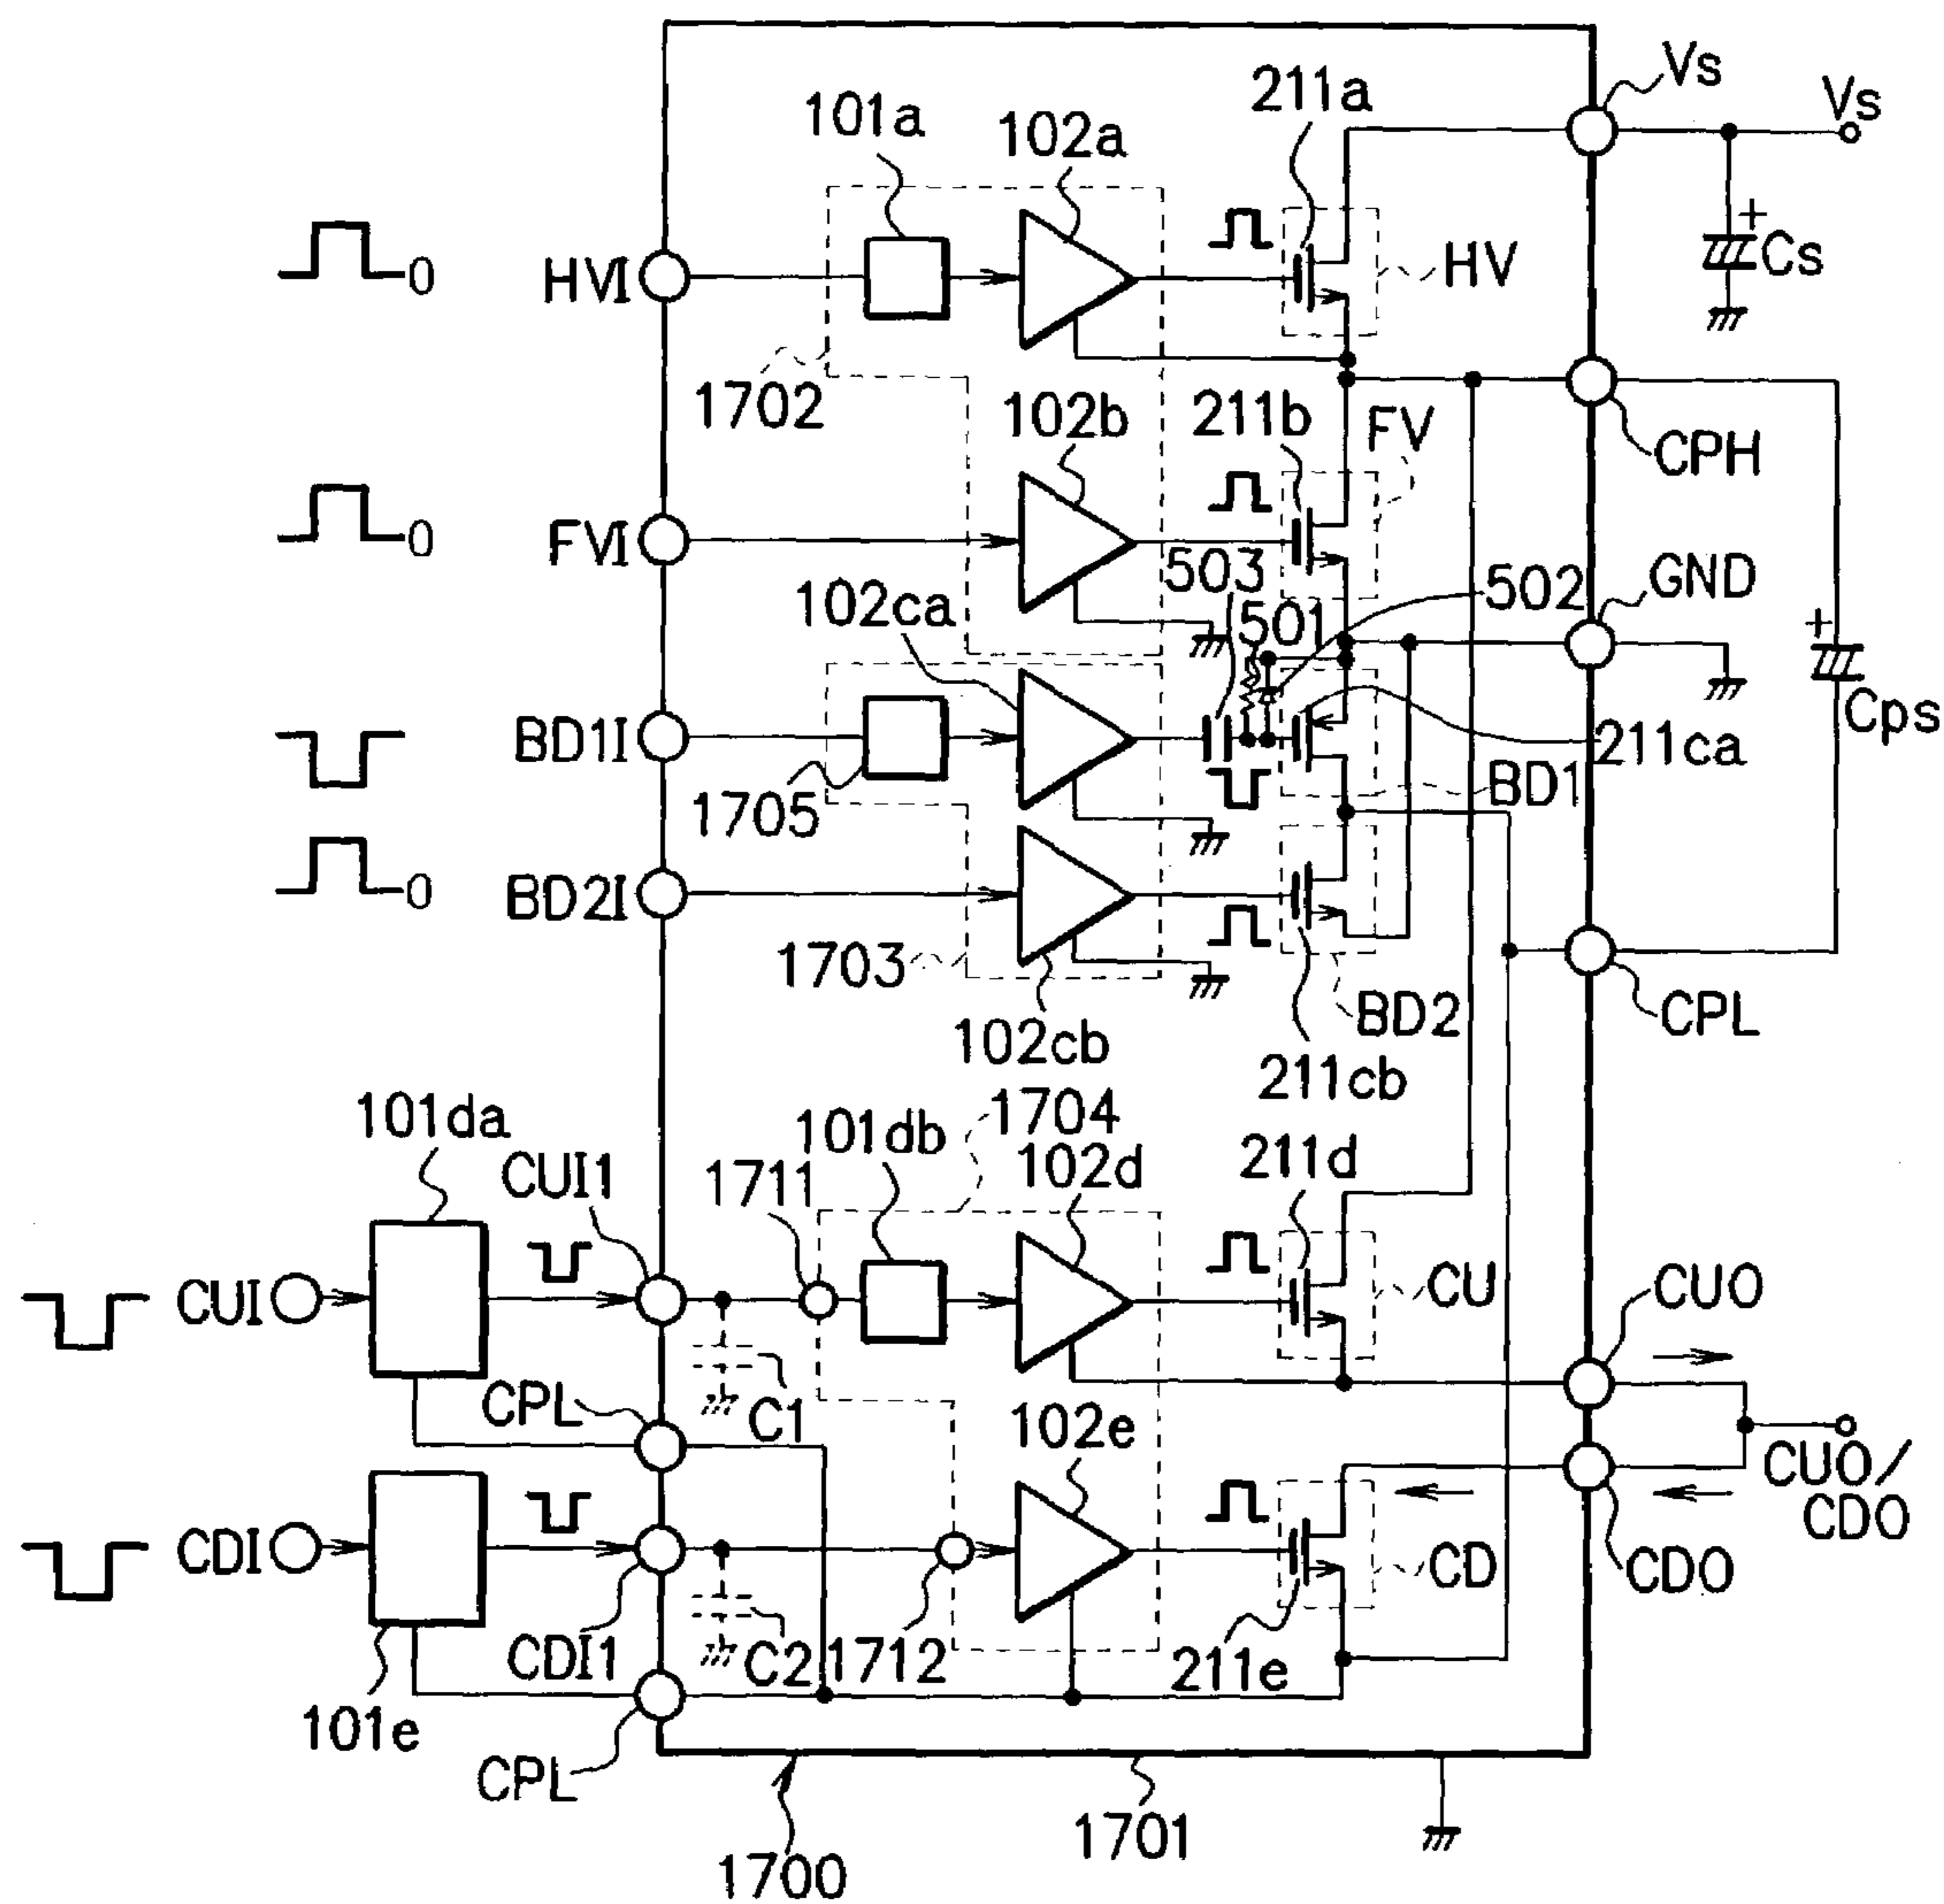 Vs
Vs
211a
101a
102a
+
Cs
HV
0
HVI
1702
102b
211b
FV
CPH
0
FVI
503
502
GND
102ca
501
+
Cps
BD1I
211ca
1705
BD1
0
BD2I
1703
BD2
CPL
102cb
211cb
1704
101da
101db
211d
102d
CUI1
1711
CUI
CU
CUO
CPL
C1
102e
CUO/
CDO
CDI
CD
CDO
CDI1
C2
1712
211e
101e
CPL
1701
1700